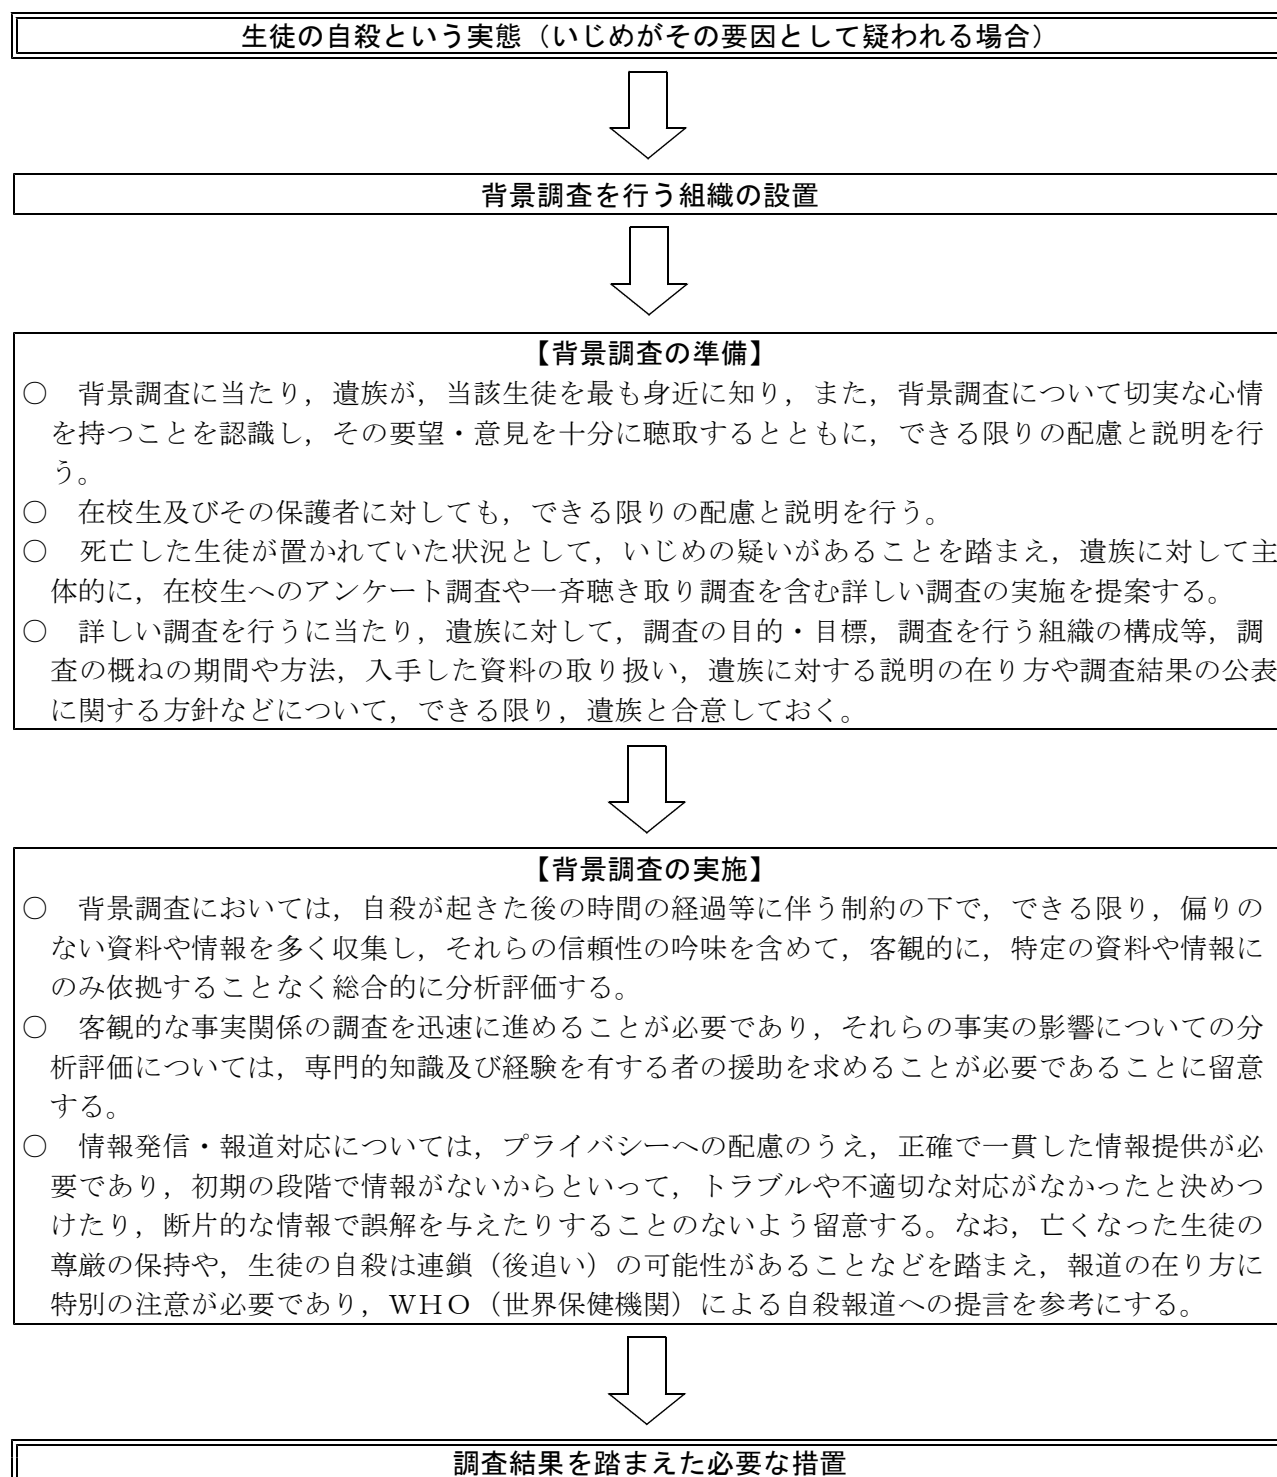 生徒の自殺という実態（いじめがその要因として疑われる場合）
背景調査を行う組織の設置
【背景調査の準備】
○　背景調査に当たり，遺族が，当該生徒を最も身近に知り，また，背景調査について切実な心情
を持つことを認識し，その要望・意見を十分に聴取するとともに，できる限りの配慮と説明を行
う。
○　在校生及びその保護者に対しても，できる限りの配慮と説明を行う。
○　死亡した生徒が置かれていた状況として，いじめの疑いがあることを踏まえ，遺族に対して主
体的に，在校生へのアンケート調査や一斉聴き取り調査を含む詳しい調査の実施を提案する。
○　詳しい調査を行うに当たり，遺族に対して，調査の目的・目標，調査を行う組織の構成等，調
査の概ねの期間や方法，入手した資料の取り扱い，遺族に対する説明の在り方や調査結果の公表
に関する方針などについて，できる限り，遺族と合意しておく。
【背景調査の実施】
○　背景調査においては，自殺が起きた後の時間の経過等に伴う制約の下で，できる限り，偏りの
ない資料や情報を多く収集し，それらの信頼性の吟味を含めて，客観的に，特定の資料や情報に
のみ依拠することなく総合的に分析評価する。
○　客観的な事実関係の調査を迅速に進めることが必要であり，それらの事実の影響についての分
析評価については，専門的知識及び経験を有する者の援助を求めることが必要であることに留意
する。
○　情報発信・報道対応については，プライバシーへの配慮のうえ，正確で一貫した情報提供が必
要であり，初期の段階で情報がないからといって，トラブルや不適切な対応がなかったと決めつ
けたり，断片的な情報で誤解を与えたりすることのないよう留意する。なお，亡くなった生徒の
尊厳の保持や，生徒の自殺は連鎖（後追い）の可能性があることなどを踏まえ，報道の在り方に
特別の注意が必要であり，ＷＨＯ（世界保健機関）による自殺報道への提言を参考にする。
調査結果を踏まえた必要な措置